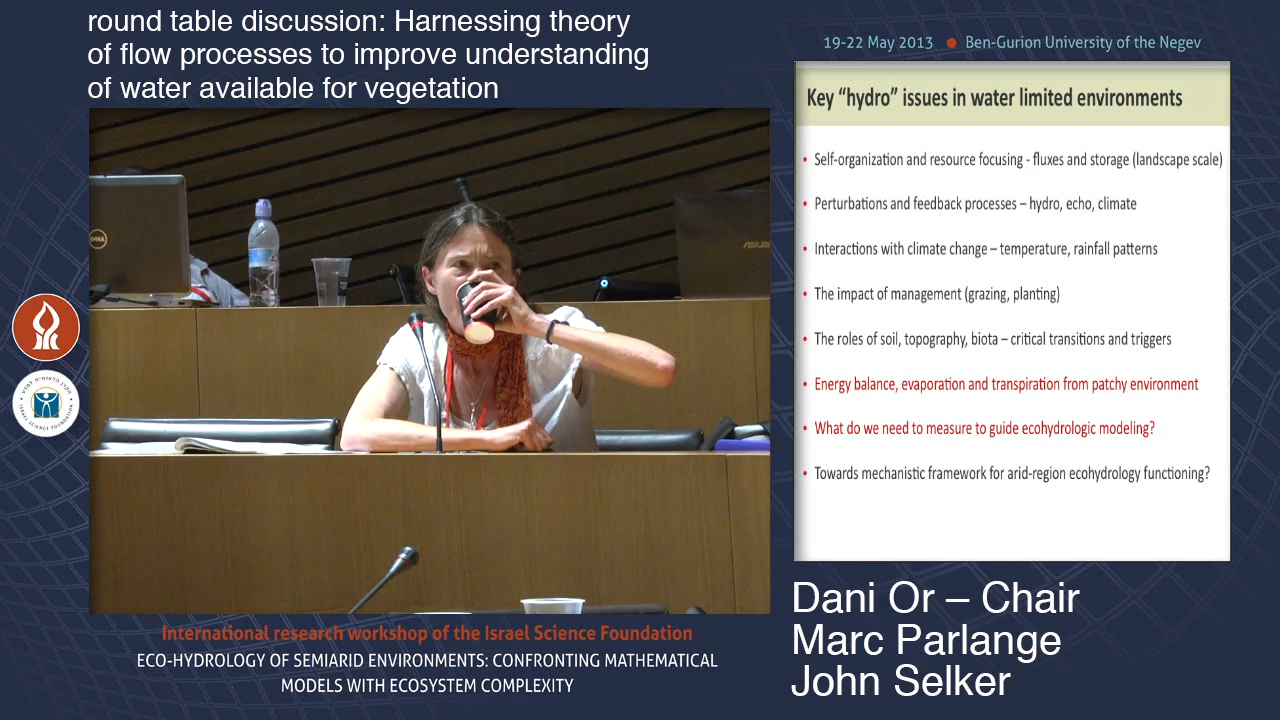 round table discussion: Harnessing theory
of flow processes to improve understanding
of water available for vegetation
19-22 May 2013 • Ben-Gurion University of the Negev
Key “hydro” issues in water limited environments
• Self-organization and resource focusing - fluxes and storage (landscape scale)
• Perturbations and feedback processes – hydro, echo, climate
• Interactions with climate change – temperature, rainfall patterns
• The impact of management (grazing, planting)
• The roles of soil, topography, biota – critical transitions and triggers
• Energy balance, evaporation and transpiration from patchy environment
• What do we need to measure to guide ecohydrologic modeling?
• Towards mechanistic framework for arid-region ecohydrology functioning?
DELL
ASUS
ISRAEL SCIENCE FOUNDATION
Dani Or – Chair
Marc Parlange
John Selker
International research workshop of the Israel Science Foundation
ECO-HYDROLOGY OF SEMIARID ENVIRONMENTS: CONFRONTING MATHEMATICAL
MODELS WITH ECOSYSTEM COMPLEXITY